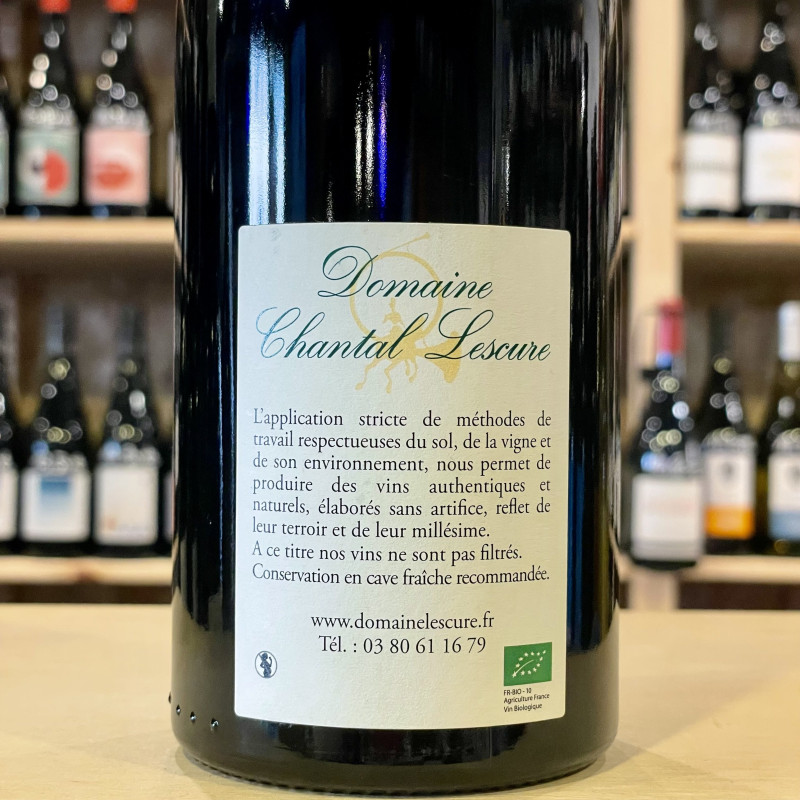 Domaine
Chantal Lescure
L'application stricte de méthodes de
travail respectueuses du sol, de la vigne et
de son environnement, nous permet de
produire des vins authentiques et
naturels, élaborés sans artifice, reflet de
leur terroir et de leur millésime.
A ce titre nos vins ne sont pas filtrés.
Conservation en cave fraîche recommandée.
www.domainelescure.fr
Tél. : 03 80 61 16 79
FR-BIO - 10
Agriculture France
Vin Biologique